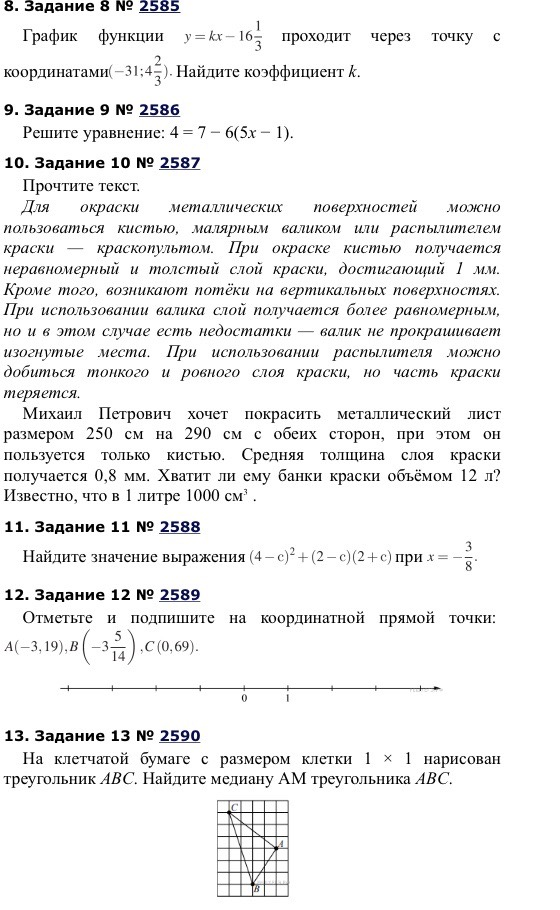 8. Задание 8 № 2585
График функции y = kx − 16 1/3 проходит через точку с
координатами(−31;4 2/3). Найдите коэффициент k.
9. Задание 9 № 2586
Решите уравнение: 4 = 7 − 6(5x − 1).
10. Задание 10 № 2587
Прочтите текст.
Для окраски металлических поверхностей можно
пользоваться кистью, малярным валиком или распылителем
краски — краскопультом. При окраске кистью получается
неравномерный и толстый слой краски, достигающий 1 мм.
Кроме того, возникают потёки на вертикальных поверхностях.
При использовании валика слой получается более равномерным,
но и в этом случае есть недостатки — валик не прокрашивает
изогнутые места. При использовании распылителя можно
добиться тонкого и ровного слоя краски, но часть краски
теряется.
Михаил Петрович хочет покрасить металлический лист
размером 250 см на 290 см с обеих сторон, при этом он
пользуется только кистью. Средняя толщина слоя краски
получается 0,8 мм. Хватит ли ему банки краски объёмом 12 л?
Известно, что в 1 литре 1000 см³ .
11. Задание 11 № 2588
Найдите значение выражения (4 − c)² + (2 − c)(2 + c) при x = −3/8.
12. Задание 12 № 2589
Отметьте и подпишите на координатной прямой точки:
A(−3,19), B(−3 5/14), C(0,69).
0 1
13. Задание 13 № 2590
На клетчатой бумаге с размером клетки 1 × 1 нарисован
треугольник ABC. Найдите медиану АМ треугольника ABC.
C
A
B